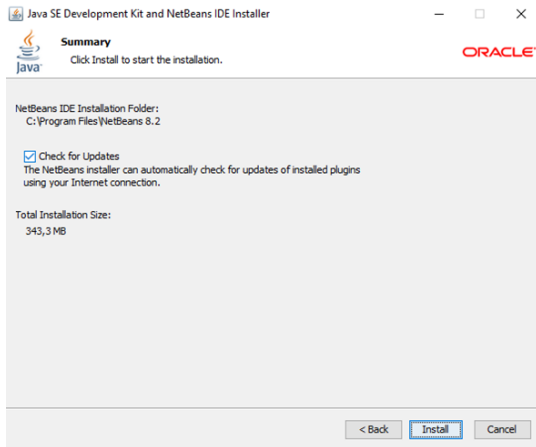 Java SE Development Kit and NetBeans IDE Installer
Java
Summary
Click Install to start the installation.
ORACLE
NetBeans IDE Installation Folder:
C:\Program Files\NetBeans 8.2
Check for Updates
The NetBeans installer can automatically check for updates of installed plugins
using your Internet connection.
Total Installation Size:
343,3 MB
< Back
Install
Cancel